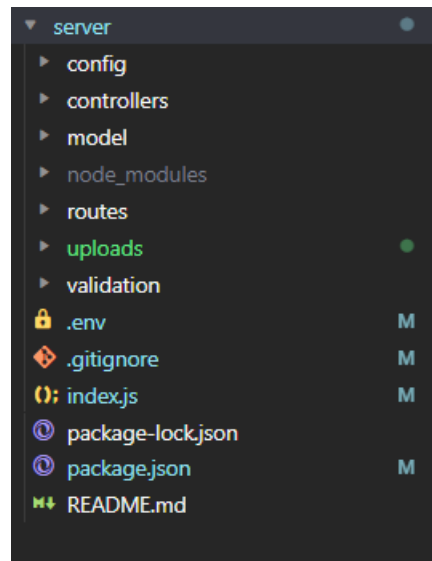 server
config
controllers
model
node_modules
routes
uploads
validation
.env M
.gitignore M
index.js M
package-lock.json
package.json M
README.md